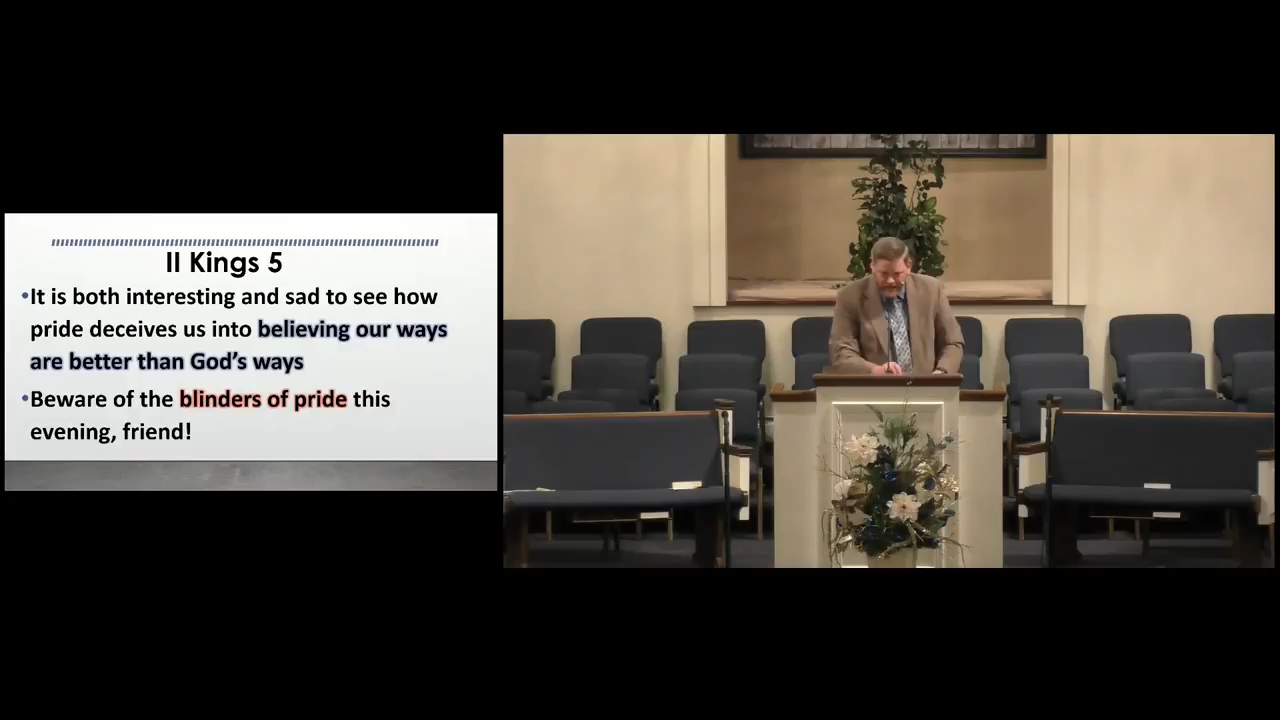 II Kings 5
•It is both interesting and sad to see how
pride deceives us into believing our ways
are better than God's ways
•Beware of the blinders of pride this
evening, friend!